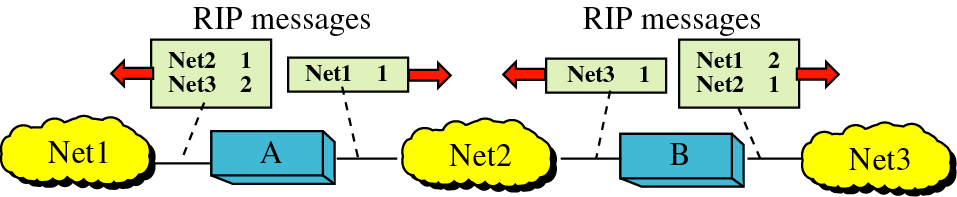 RIP messages
RIP messages
Net2 1
Net3 2
Net1 1
Net3 1
Net1 2
Net2 1
Net1
A
Net2
B
Net3